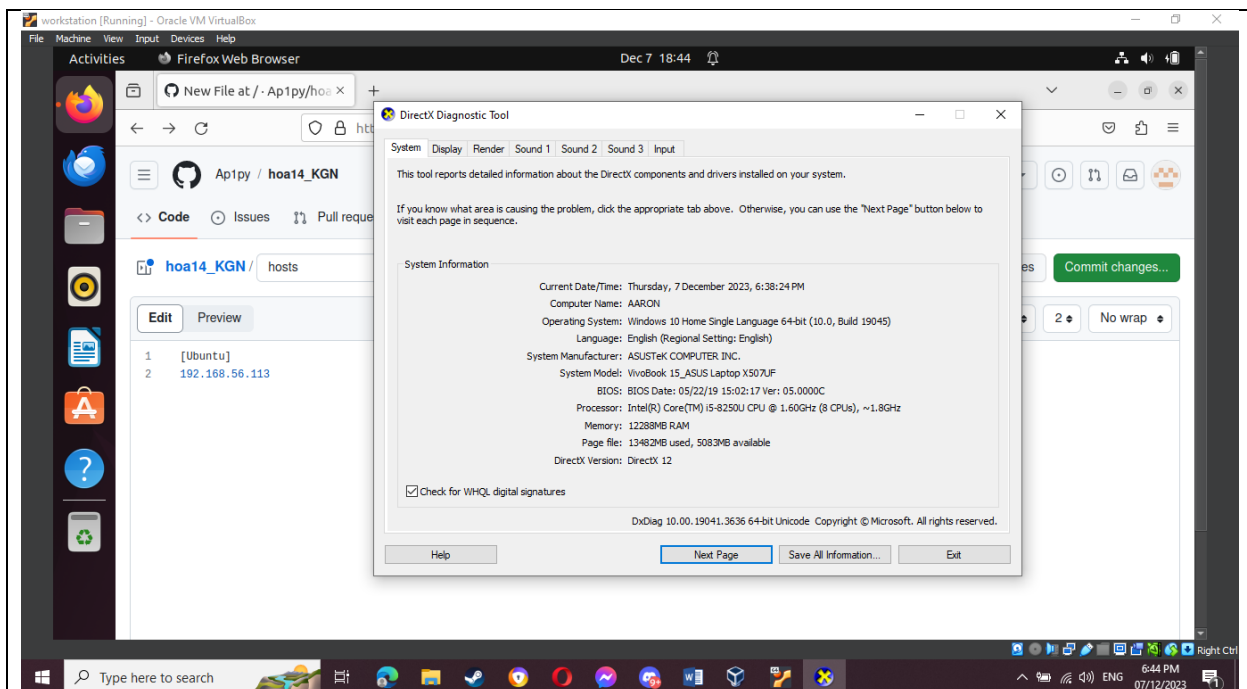 workstation [Running] - Oracle VM VirtualBox
File Machine View Input Devices Help
Activities Firefox Web Browser Dec 7 18:44
New File at / · Ap1py/hoa
DirectX Diagnostic Tool
System Display Render Sound 1 Sound 2 Sound 3 Input
This tool reports detailed information about the DirectX components and drivers installed on your system.
If you know what area is causing the problem, click the appropriate tab above. Otherwise, you can use the "Next Page" button below to
visit each page in sequence.
System Information
Current Date/Time: Thursday, 7 December 2023, 6:38:24 PM
Computer Name: AARON
Operating System: Windows 10 Home Single Language 64-bit (10.0, Build 19045)
Language: English (Regional Setting: English)
System Manufacturer: ASUSTeK COMPUTER INC.
System Model: VivoBook 15_ASUS Laptop X507UF
BIOS: BIOS Date: 05/22/19 15:02:17 Ver: 05.0000C
Processor: Intel(R) Core(TM) i5-8250U CPU @ 1.60GHz (8 CPUs), ~1.8GHz
Memory: 12288MB RAM
Page file: 13482MB used, 5083MB available
DirectX Version: DirectX 12
Check for WHQL digital signatures
DxDiag 10.00.19041.3636 64-bit Unicode Copyright © Microsoft. All rights reserved.
Help Next Page Save All Information... Exit
htt
Ap1py / hoa14_KGN
Code Issues Pull reque
hoa14_KGN / hosts
es Commit changes...
Edit Preview 2 No wrap
1 [Ubuntu]
2 192.168.56.113
Right Ctrl
Type here to search
99+
ENG
6:44 PM
07/12/2023